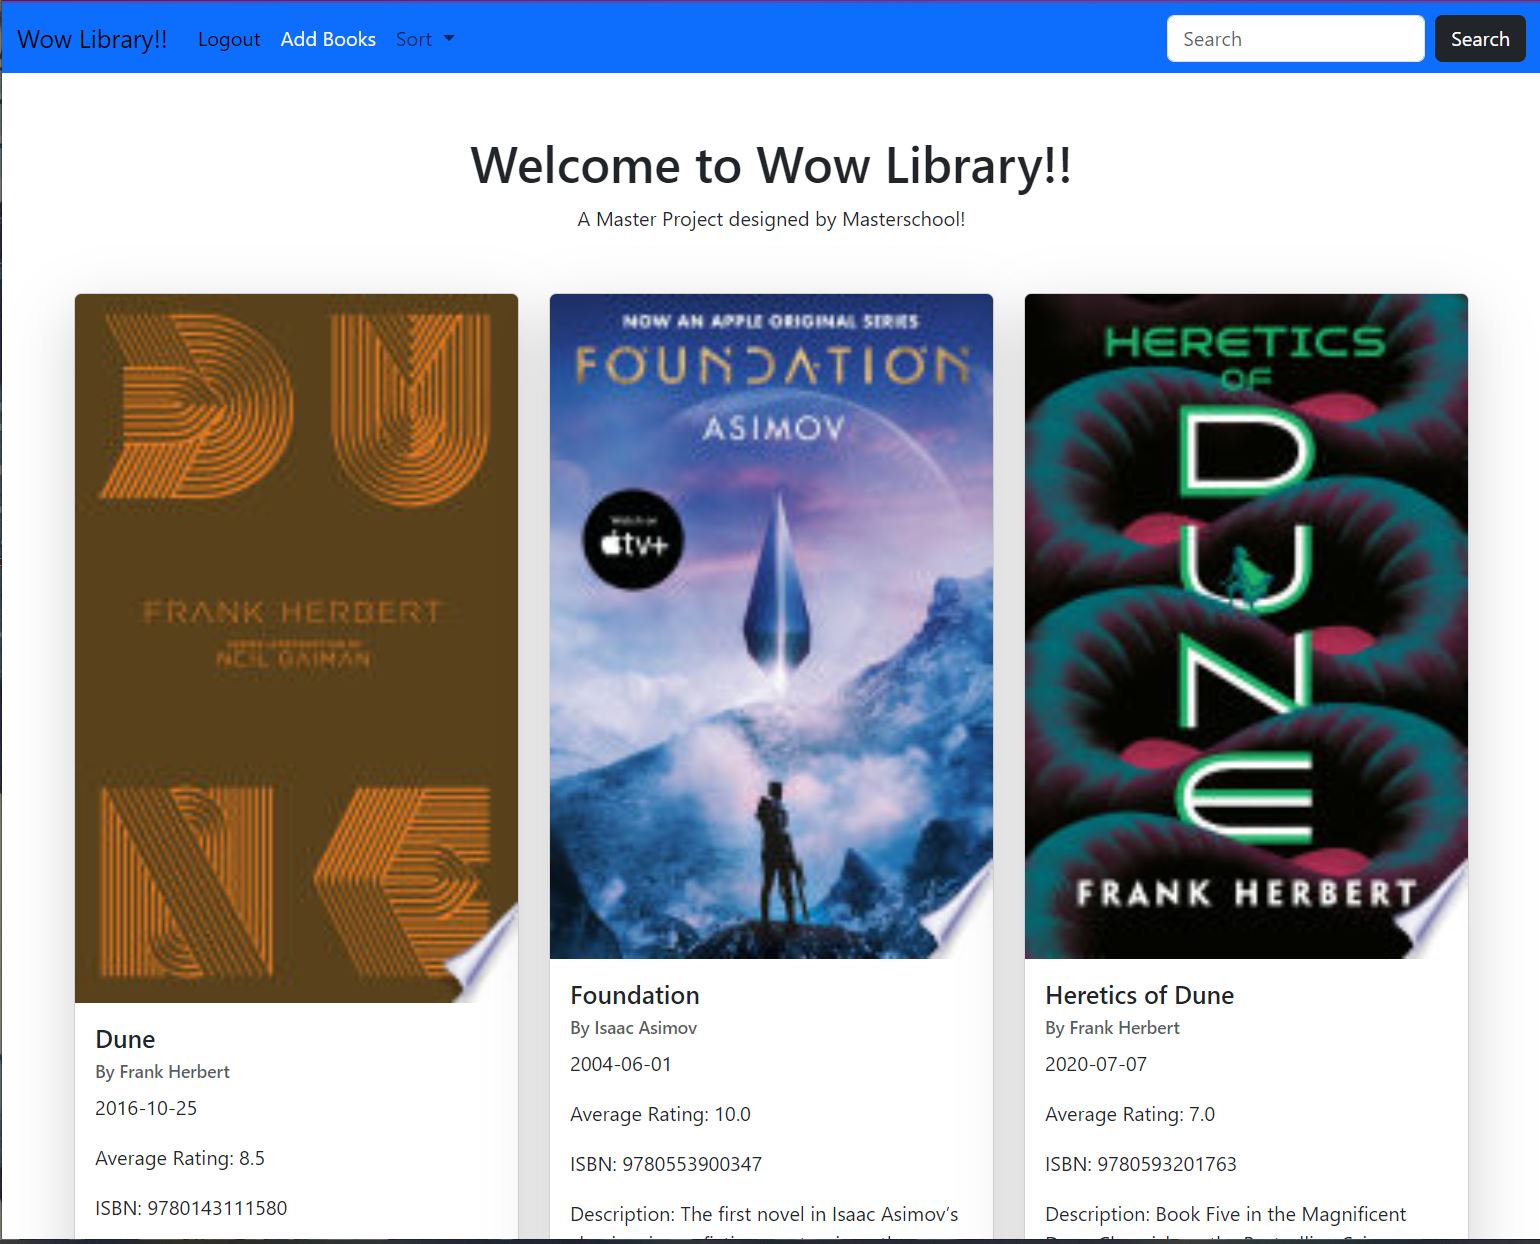 Wow Library!! Logout Add Books Sort Search Search
Welcome to Wow Library!!
A Master Project designed by Masterschool!
DU
FRANK HERBERT
NEIL GAIMAN
NE
Dune
By Frank Herbert
2016-10-25
Average Rating: 8.5
ISBN: 9780143111580
NOW AN APPLE ORIGINAL SERIES
FOUNDATION
ASIMOV
Watch on
tv+
Foundation
By Isaac Asimov
2004-06-01
Average Rating: 10.0
ISBN: 9780553900347
Description: The first novel in Isaac Asimov's
HERETICS
OF
DUNE
FRANK HERBERT
Heretics of Dune
By Frank Herbert
2020-07-07
Average Rating: 7.0
ISBN: 9780593201763
Description: Book Five in the Magnificent